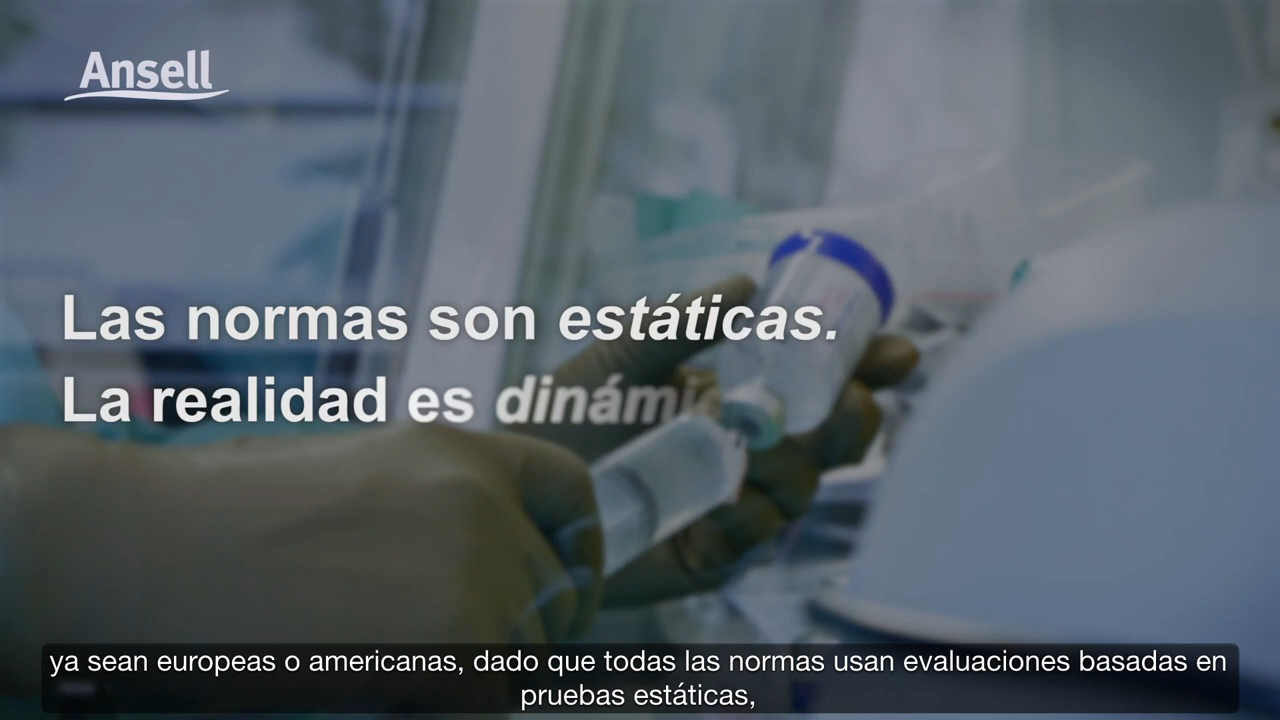 Ansell
Las normas son estáticas.
La realidad es
ya sean europeas o americanas, dado que todas las normas usan evaluaciones basadas en
pruebas estáticas,